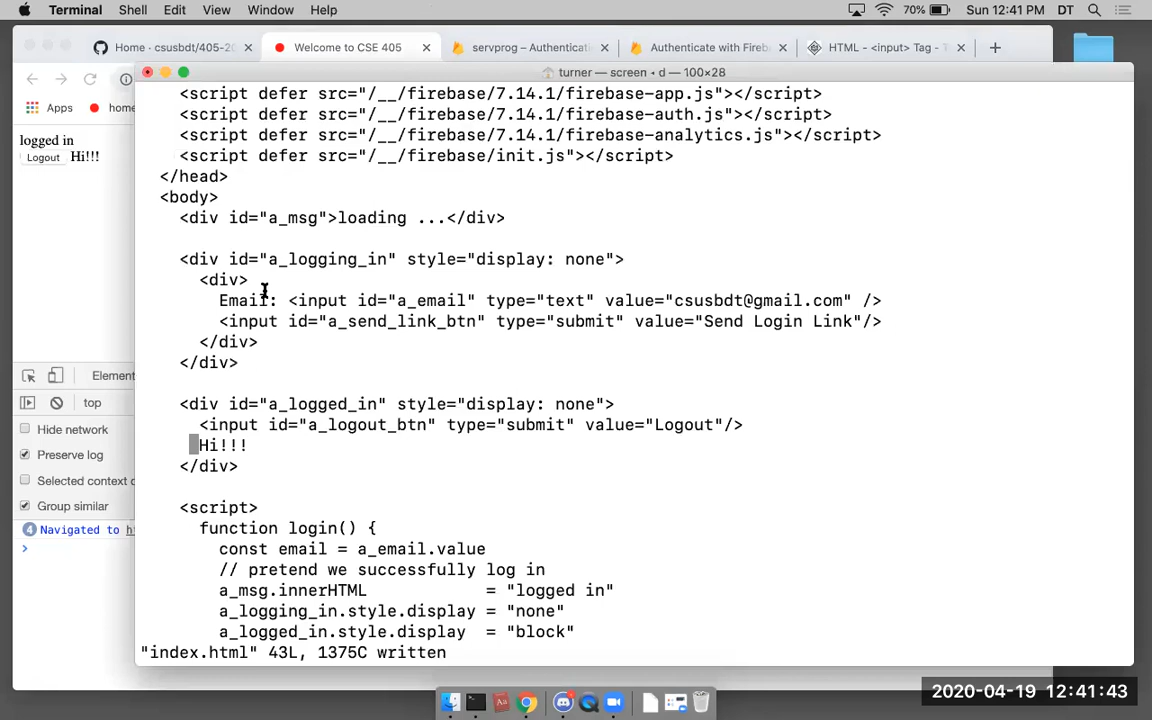 Terminal Shell Edit View Window Help 70% Sun 12:41 PM DT
Home · csusbdt/405-20 × Welcome to CSE 405 × servprog – Authenticati × Authenticate with Fireba × HTML - <input> Tag - T × +
turner — screen ◂ d — 100×28
Apps home
logged in
Logout Hi!!!
<script defer src="/__/firebase/7.14.1/firebase-app.js"></script>
<script defer src="/__/firebase/7.14.1/firebase-auth.js"></script>
<script defer src="/__/firebase/7.14.1/firebase-analytics.js"></script>
<script defer src="/__/firebase/init.js"></script>
</head>
<body>
<div id="a_msg">loading ...</div>
<div id="a_logging_in" style="display: none">
<div>
Email: <input id="a_email" type="text" value="csusbdt@gmail.com" />
<input id="a_send_link_btn" type="submit" value="Send Login Link"/>
</div>
</div>
<div id="a_logged_in" style="display: none">
<input id="a_logout_btn" type="submit" value="Logout"/>
Hi!!!
</div>
<script>
function login() {
const email = a_email.value
// pretend we successfully log in
a_msg.innerHTML = "logged in"
a_logging_in.style.display = "none"
a_logged_in.style.display = "block"
"index.html" 43L, 1375C written
Element
top
Hide network
Preserve log
Selected context o
Group similar
4 Navigated to h
>
2020-04-19 12:41:43